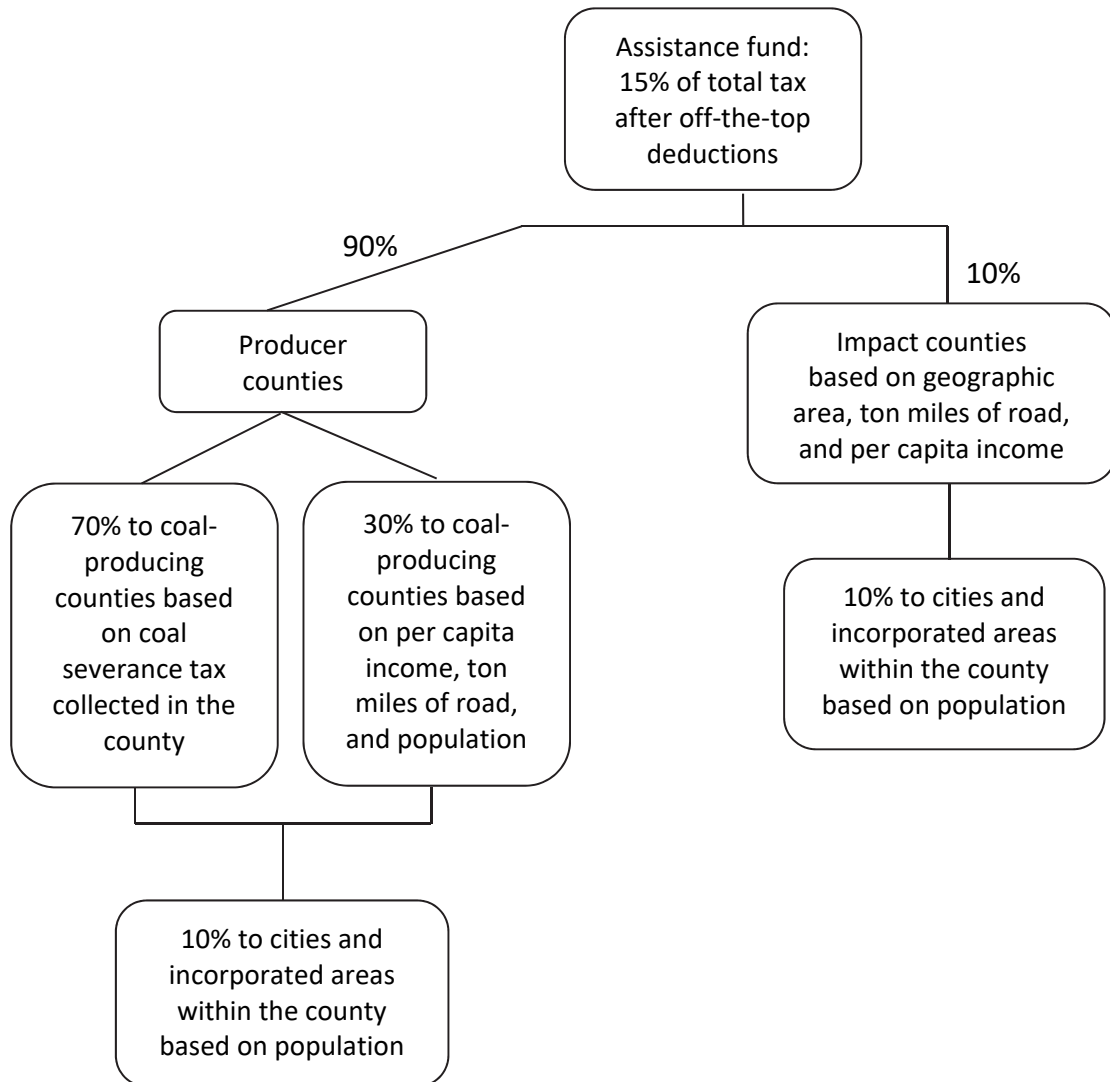 Assistance fund:
15% of total tax
after off-the-top
deductions
90%
10%
Producer
counties
Impact counties
based on geographic
area, ton miles of road,
and per capita income
70% to coal-
producing
counties based
on coal
severance tax
collected in the
county
30% to coal-
producing
counties based
on per capita
income, ton
miles of road,
and population
10% to cities and
incorporated areas
within the county
based on population
10% to cities and
incorporated areas
within the county
based on population